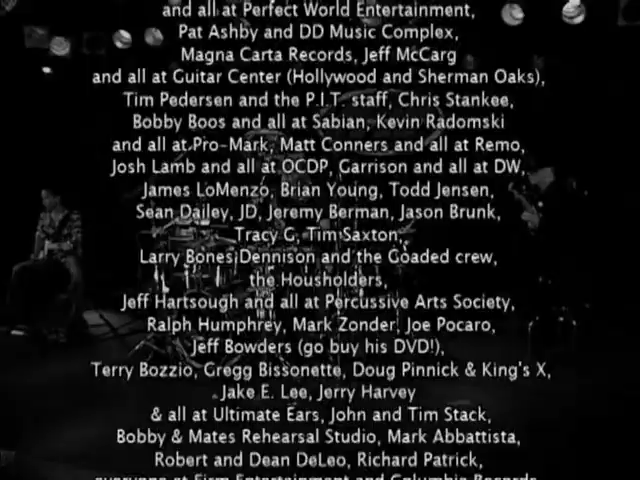 and all at Perfect World Entertainment,
Pat Ashby and DD Music Complex,
Magna Carta Records, Jeff McCarg
and all at Guitar Center (Hollywood and Sherman Oaks),
Tim Pedersen and the P.I.T. staff, Chris Stankee,
Bobby Boos and all at Sabian, Kevin Radomski
and all at Pro-Mark, Matt Conners and all at Remo,
Josh Lamb and all at OCDP, Garrison and all at DW,
James LoMenzo, Brian Young, Todd Jensen,
Sean Dailey, JD, Jeremy Berman, Jason Brunk,
Tracy G, Tim Saxton,
Larry Bones Dennison and the Goaded crew,
the Housholders,
Jeff Hartsough and all at Percussive Arts Society,
Ralph Humphrey, Mark Zonder, Joe Pocaro,
Jeff Bowders (go buy his DVD!),
Terry Bozzio, Gregg Bissonette, Doug Pinnick & King's X,
Jake E. Lee, Jerry Harvey
& all at Ultimate Ears, John and Tim Stack,
Bobby & Mates Rehearsal Studio, Mark Abbattista,
Robert and Dean DeLeo, Richard Patrick,
everyone at Firm Entertainment and Columbia Records